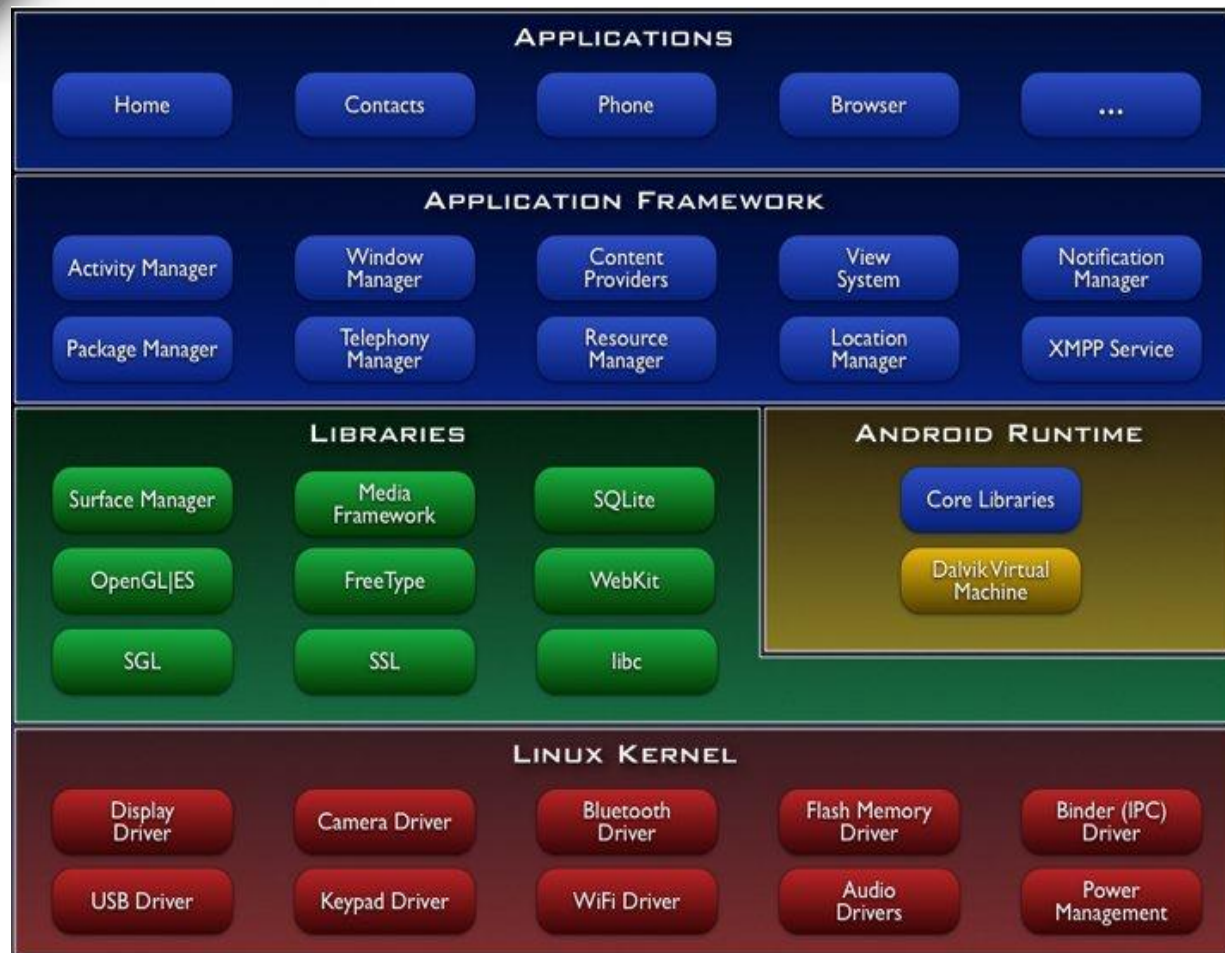 APPLICATIONS
Home
Contacts
Phone
Browser
...
APPLICATION FRAMEWORK
Activity Manager
Window
Manager
Content
Providers
View
System
Notification
Manager
Package Manager
Telephony
Manager
Resource
Manager
Location
Manager
XMPP Service
LIBRARIES
Surface Manager
Media
Framework
SQLite
OpenGL|ES
FreeType
WebKit
SGL
SSL
libc
ANDROID RUNTIME
Core Libraries
Dalvik Virtual
Machine
LINUX KERNEL
Display
Driver
Camera Driver
Bluetooth
Driver
Flash Memory
Driver
Binder (IPC)
Driver
USB Driver
Keypad Driver
WiFi Driver
Audio
Drivers
Power
Management